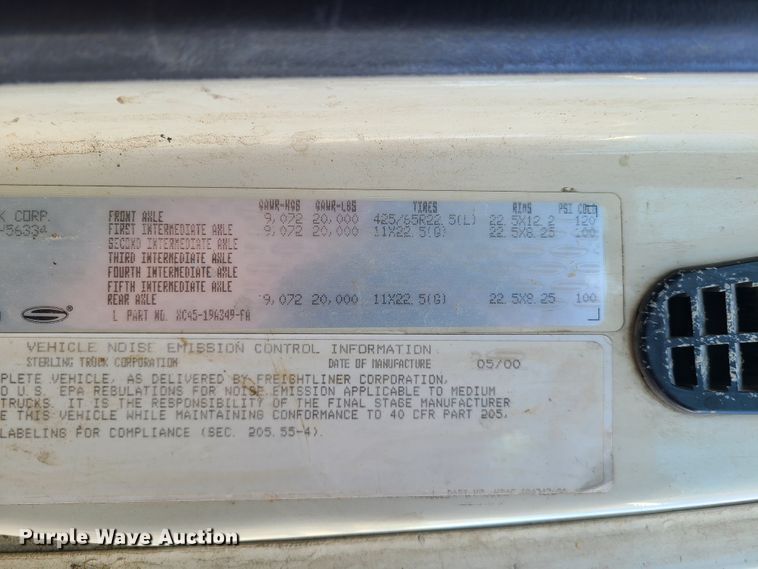 GAWR-KGS GAWR-LBS TIRES RIMS PSI COLD
K CORP. FRONT AXLE 9,072 20,000 425/65R22.5(L) 22.5X12.2 120
FIRST INTERMEDIATE AXLE 9,072 20,000 11X22.5(G) 22.5X8.25 100
SECOND INTERMEDIATE AXLE
THIRD INTERMEDIATE AXLE
FOURTH INTERMEDIATE AXLE
FIFTH INTERMEDIATE AXLE
REAR AXLE 9,072 20,000 11X22.5(G) 22.5X8.25 100
L PART NO. XC45-196349-FA
VEHICLE NOISE EMISSION CONTROL INFORMATION
STERLING TRUCK CORPORATION DATE OF MANUFACTURE 05/00
PLETE VEHICLE, AS DELIVERED BY FREIGHTLINER CORPORATION,
O U.S. EPA REGULATIONS FOR NOISE EMISSION APPLICABLE TO MEDIUM
TRUCKS. IT IS THE RESPONSIBILITY OF THE FINAL STAGE MANUFACTURER
E THIS VEHICLE WHILE MAINTAINING CONFORMANCE TO 40 CFR PART 205,
LABELING FOR COMPLIANCE (SEC. 205.55-4).
Purple Wave Auction